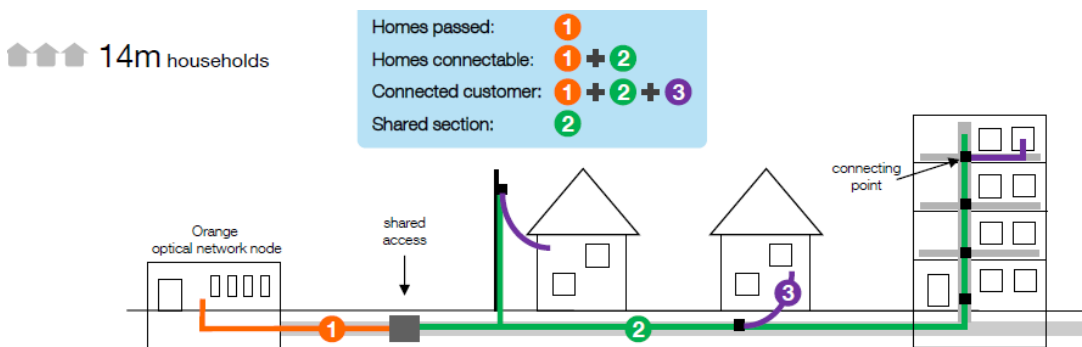 14m households
Homes passed: 1
Homes connectable: 1 + 2
Connected customer: 1 + 2 + 3
Shared section: 2
connecting
point
Orange
optical network node
shared
access
1
2
3